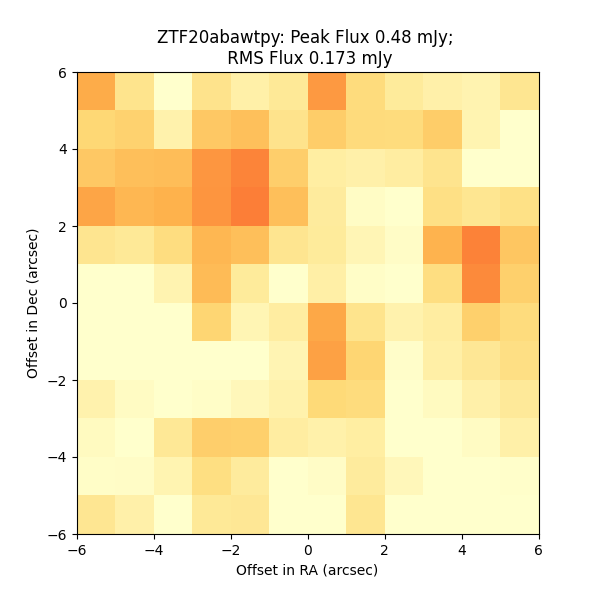 ZTF20abawtpy: Peak Flux 0.48 mJy;
RMS Flux 0.173 mJy
6
4
2
0
−2
−4
−6
Offset in Dec (arcsec)
−6 −4 −2 0 2 4 6
Offset in RA (arcsec)